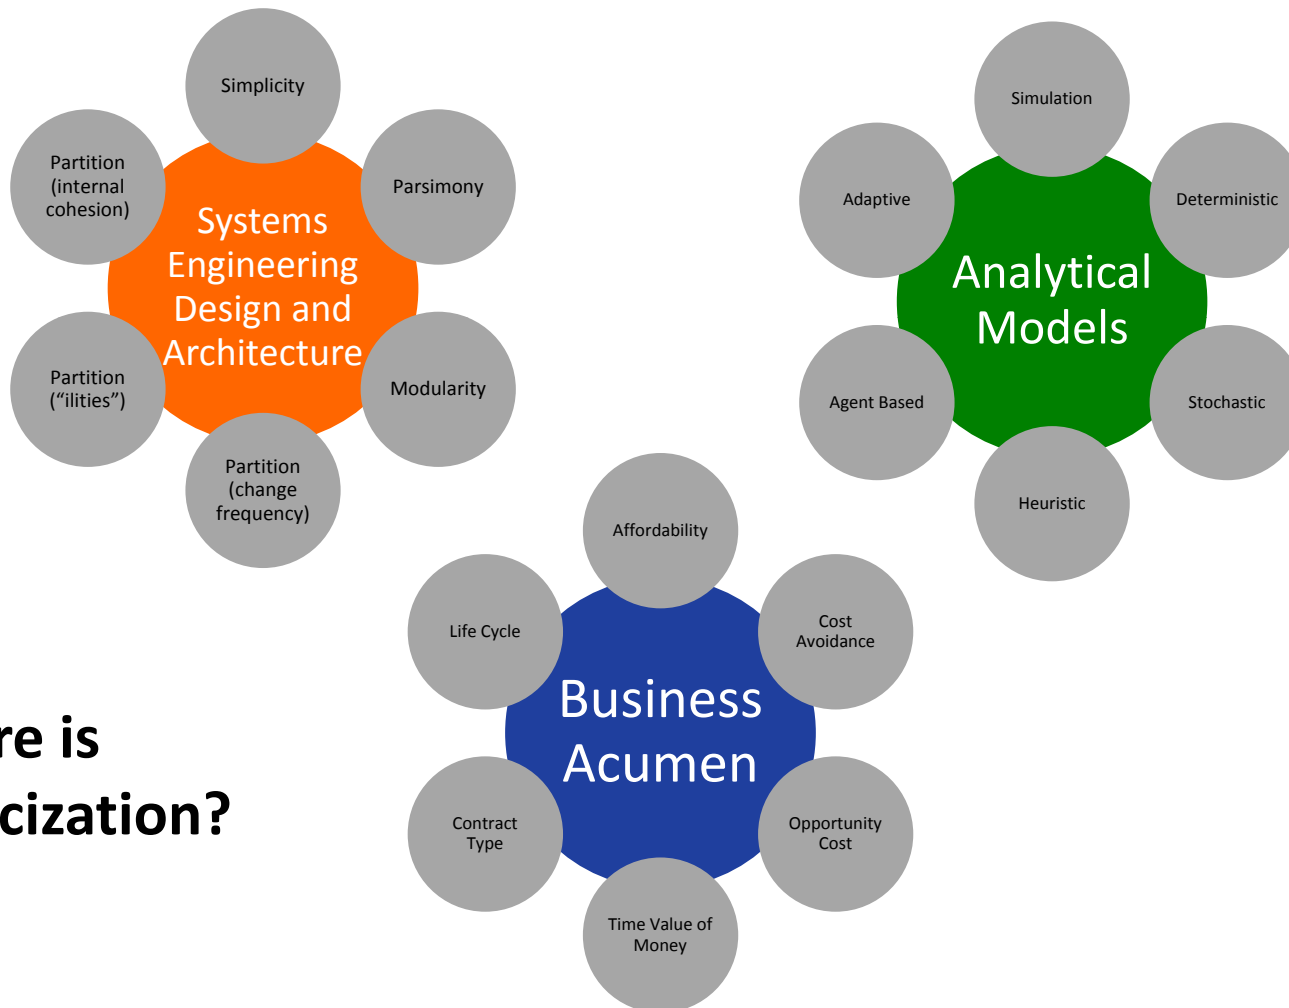 Simplicity
Parsimony
Modularity
Partition
(change
frequency)
Partition
(“ilities”)
Partition
(internal
cohesion)
Systems
Engineering
Design and
Architecture
Simulation
Deterministic
Stochastic
Heuristic
Agent Based
Adaptive
Analytical
Models
Affordability
Cost
Avoidance
Opportunity
Cost
Time Value of
Money
Contract
Type
Life Cycle
Business
Acumen
re is
cization?